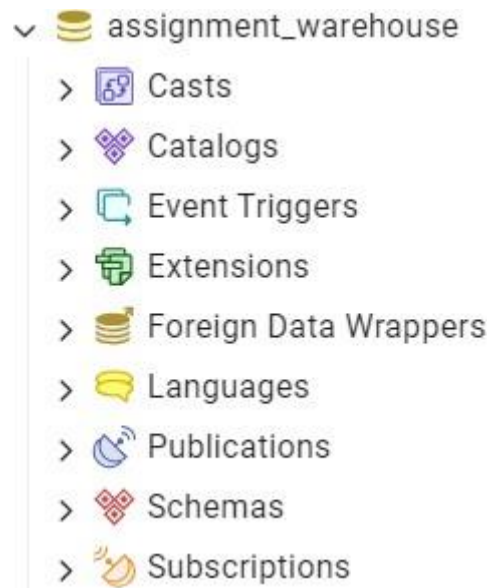 assignment_warehouse
Casts
Catalogs
Event Triggers
Extensions
Foreign Data Wrappers
Languages
Publications
Schemas
Subscriptions